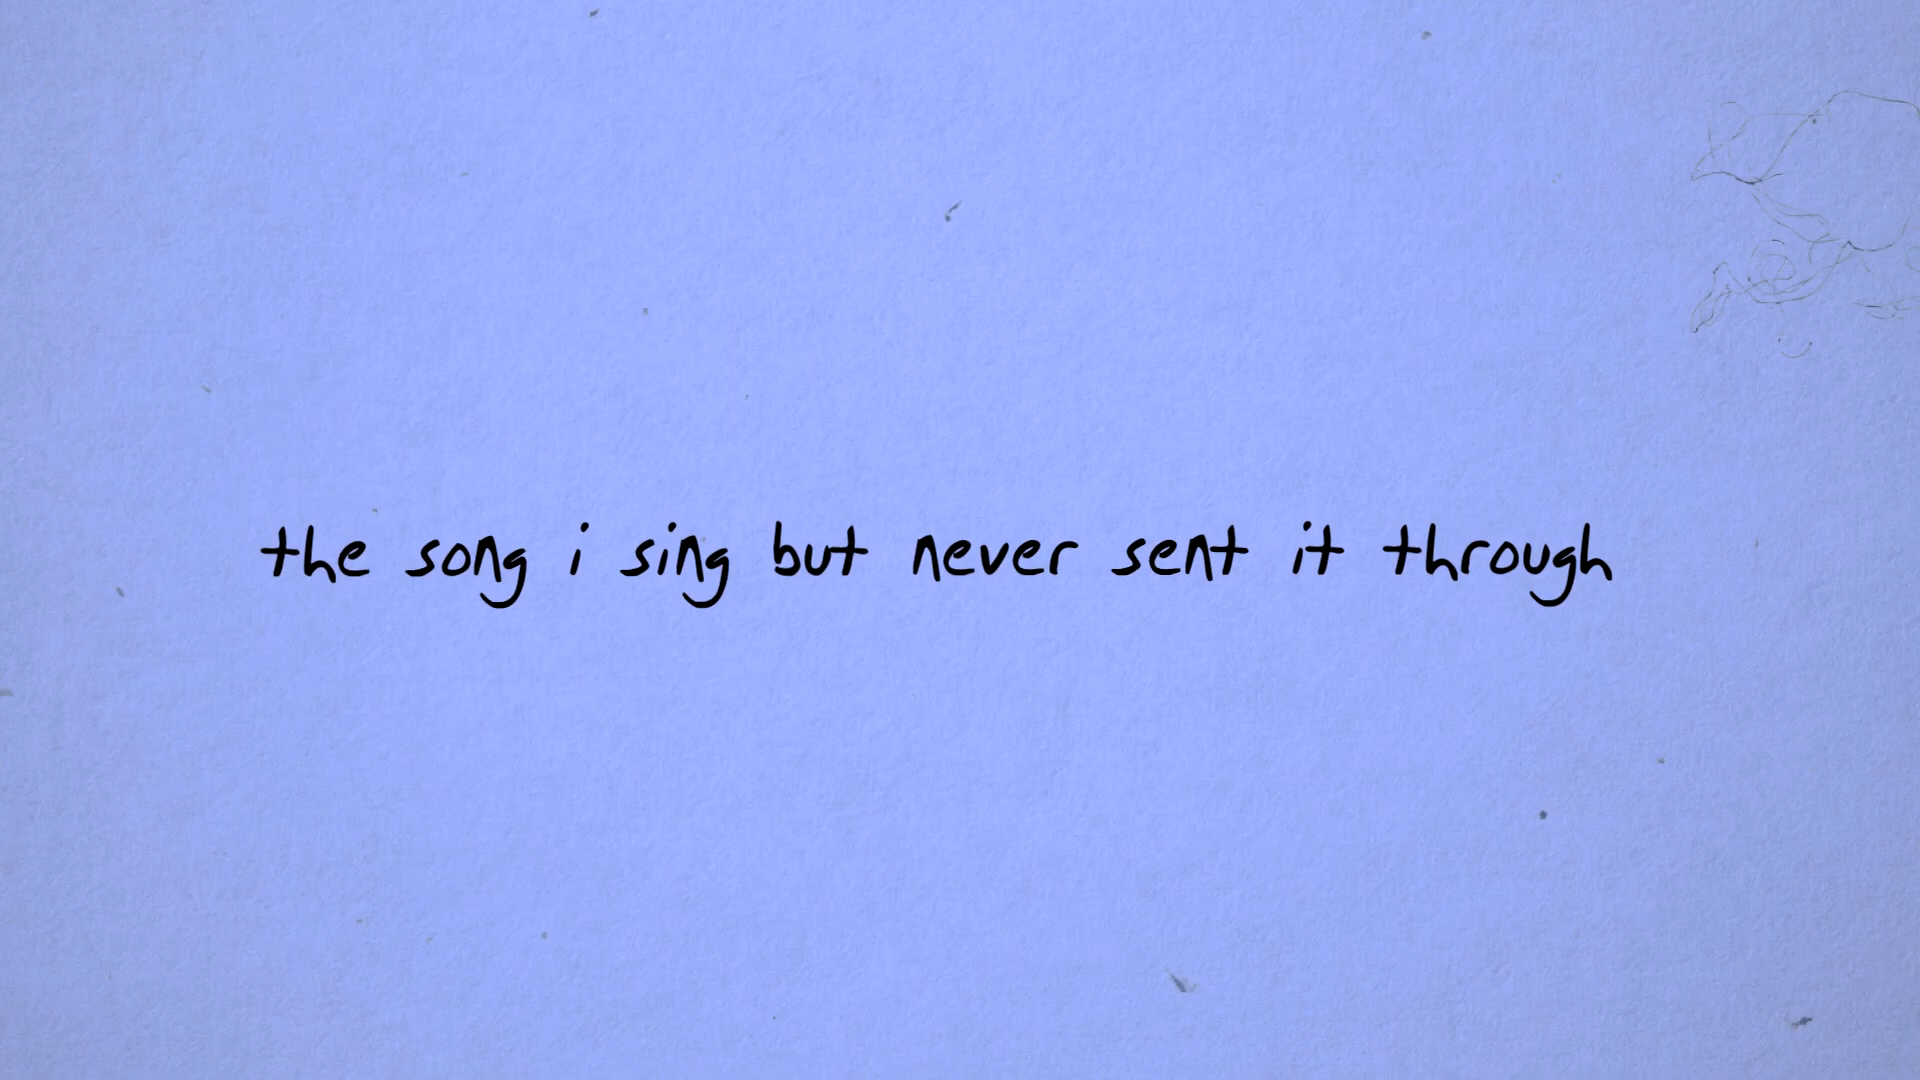 the song i sing but never sent it through